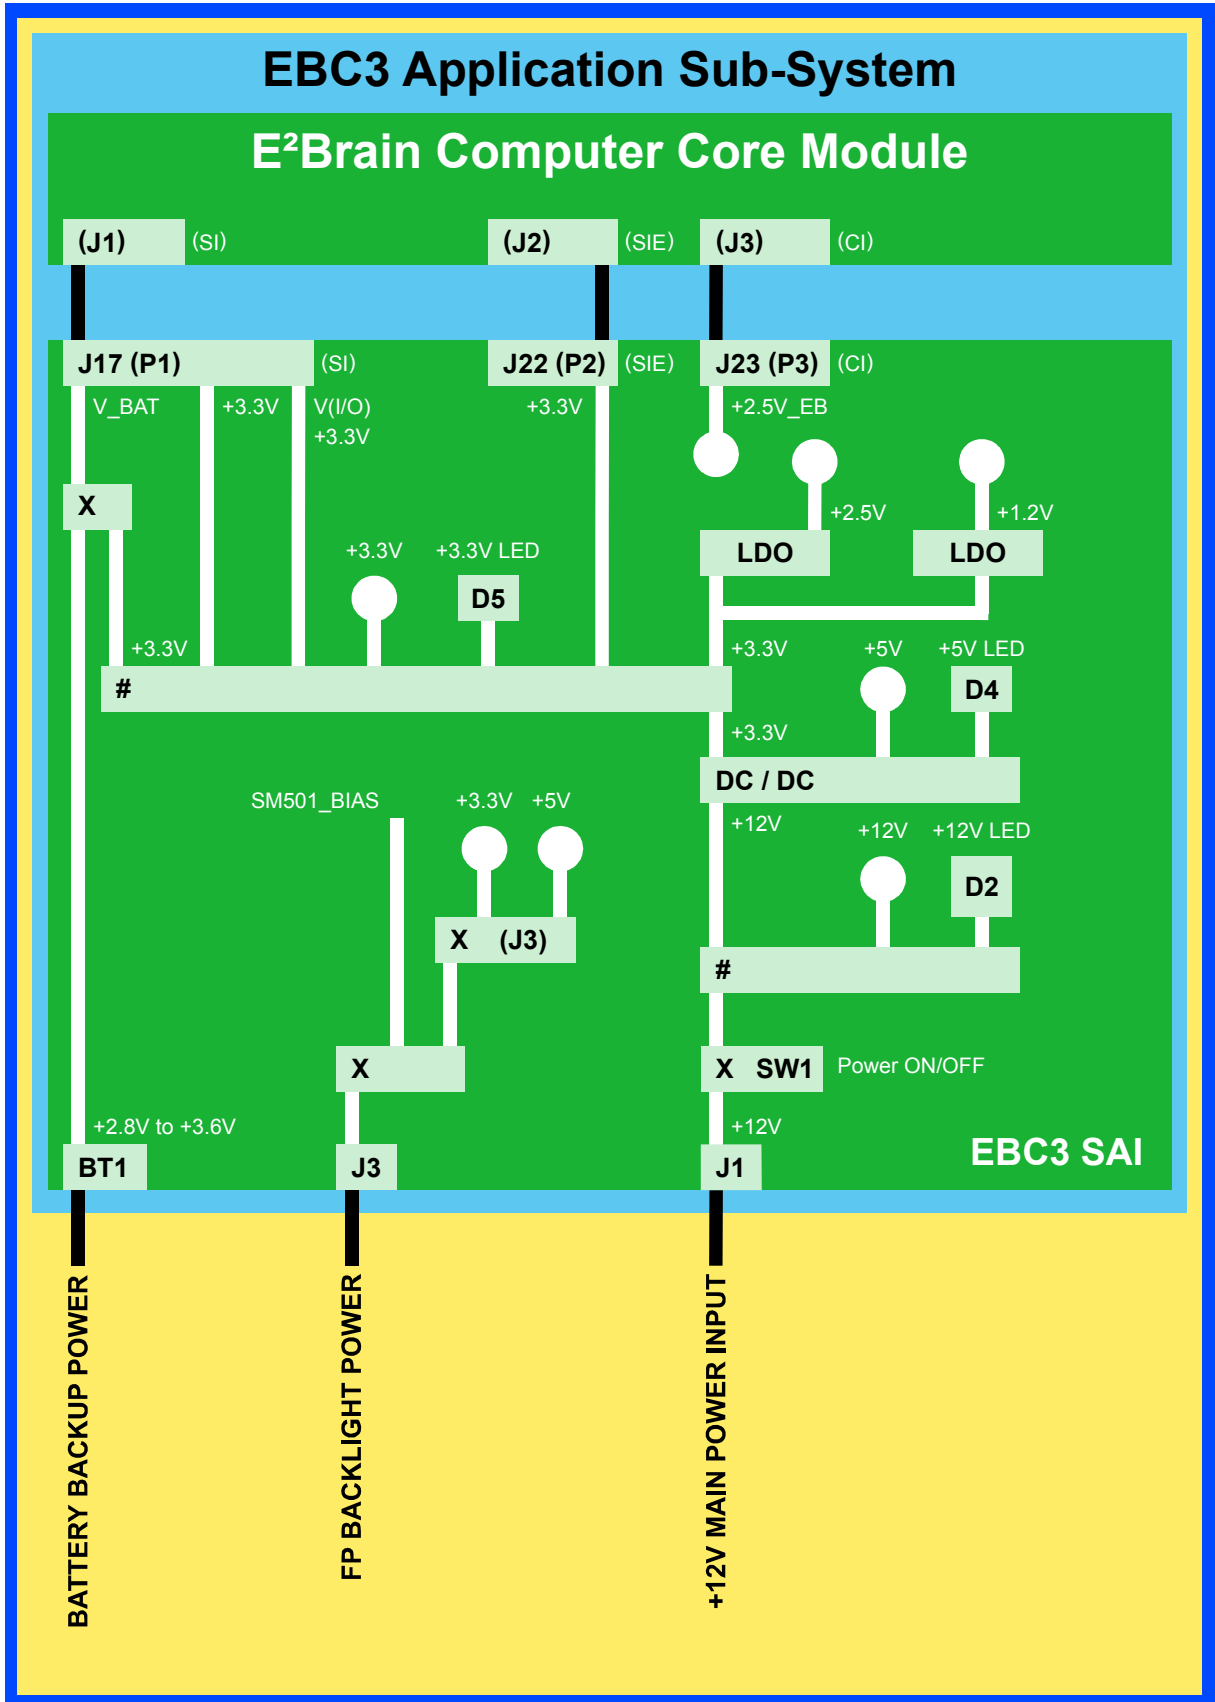 EBC3 Application Sub-System
E²Brain Computer Core Module
(J1) (SI) (J2) (SIE) (J3) (CI)
J17 (P1) (SI) J22 (P2) (SIE) J23 (P3) (CI)
V_BAT +3.3V V(I/O) +3.3V +2.5V_EB
+3.3V
X +2.5V +1.2V
+3.3V +3.3V LED LDO LDO
D5
+3.3V +3.3V +5V +5V LED
# D4
+3.3V
DC / DC
SM501_BIAS +3.3V +5V
+12V +12V +12V LED
D2
X (J3)
#
X X SW1 Power ON/OFF
+2.8V to +3.6V +12V
BT1 J3 J1 EBC3 SAI
BATTERY BACKUP POWER
FP BACKLIGHT POWER
+12V MAIN POWER INPUT